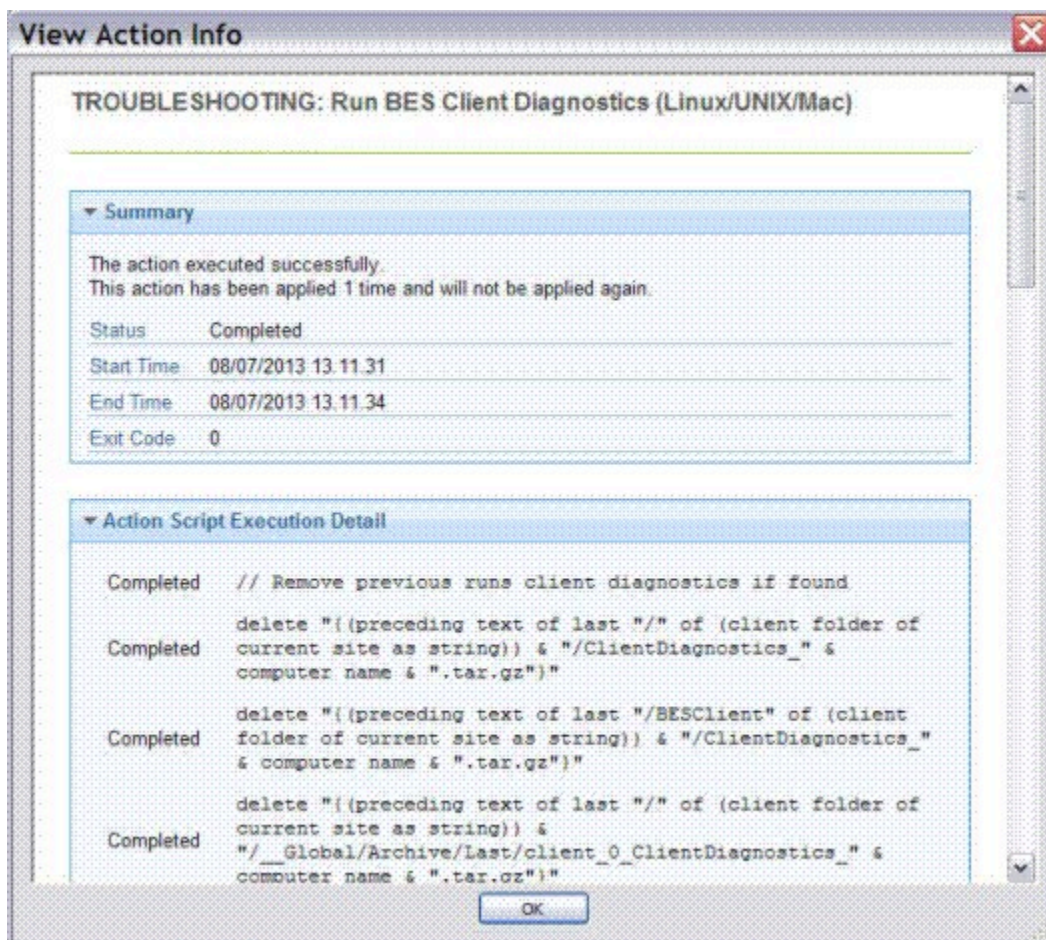 View Action Info
TROUBLESHOOTING: Run BES Client Diagnostics (Linux/UNIX/Mac)
Summary
The action executed successfully.
This action has been applied 1 time and will not be applied again.
Status Completed
Start Time 08/07/2013 13.11.31
End Time 08/07/2013 13.11.34
Exit Code 0
Action Script Execution Detail
Completed // Remove previous runs client diagnostics if found
delete "{(preceding text of last "/" of (client folder of
Completed current site as string)) & "/ClientDiagnostics_" &
computer name & ".tar.gz"}"
delete "{(preceding text of last "/BESClient" of (client
Completed folder of current site as string)) & "/ClientDiagnostics_"
& computer name & ".tar.gz"}"
delete "{(preceding text of last "/" of (client folder of
current site as string)) &
Completed "/__Global/Archive/Last/client_0_ClientDiagnostics_" &
computer name & ".tar.gz"}"
OK